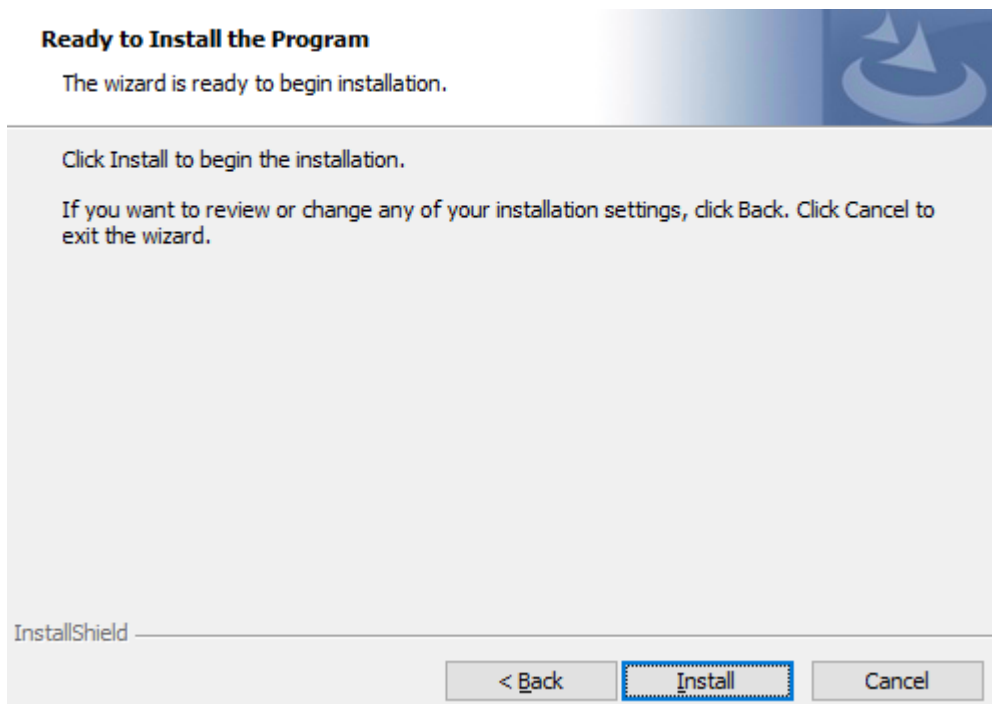 Ready to Install the Program
The wizard is ready to begin installation.
Click Install to begin the installation.
If you want to review or change any of your installation settings, click Back. Click Cancel to
exit the wizard.
InstallShield
< Back
Install
Cancel